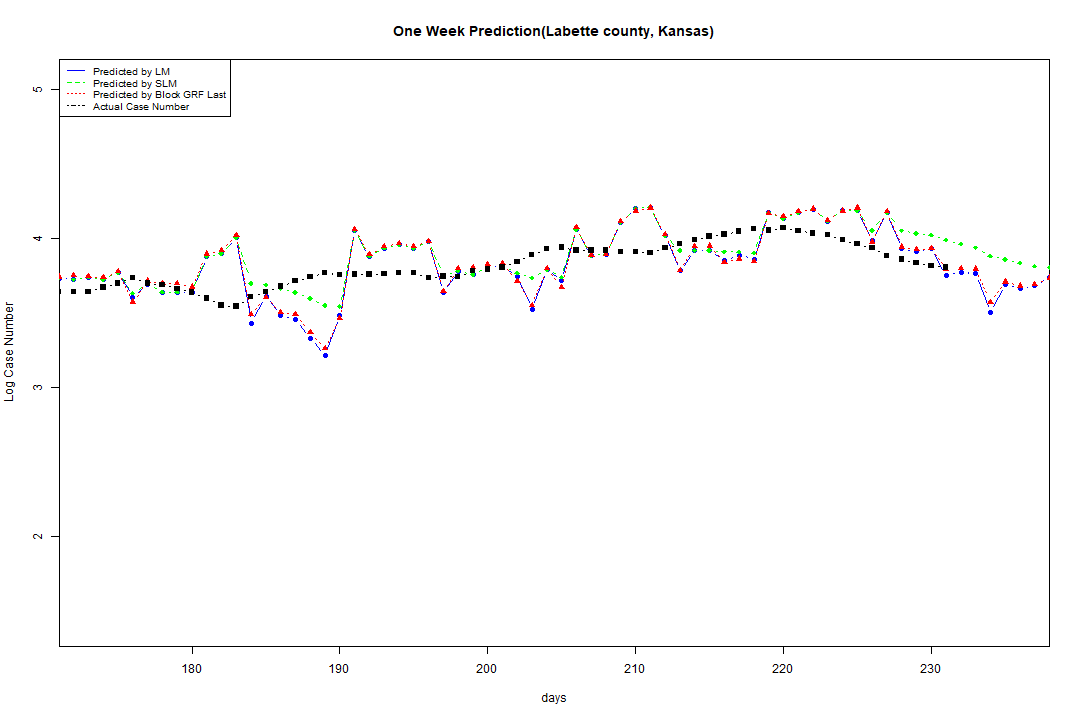 One Week Prediction(Labette county, Kansas)
Predicted by LM
Predicted by SLM
Predicted by Block GRF Last
Actual Case Number
5
4
3
2
Log Case Number
180
190
200
210
220
230
days